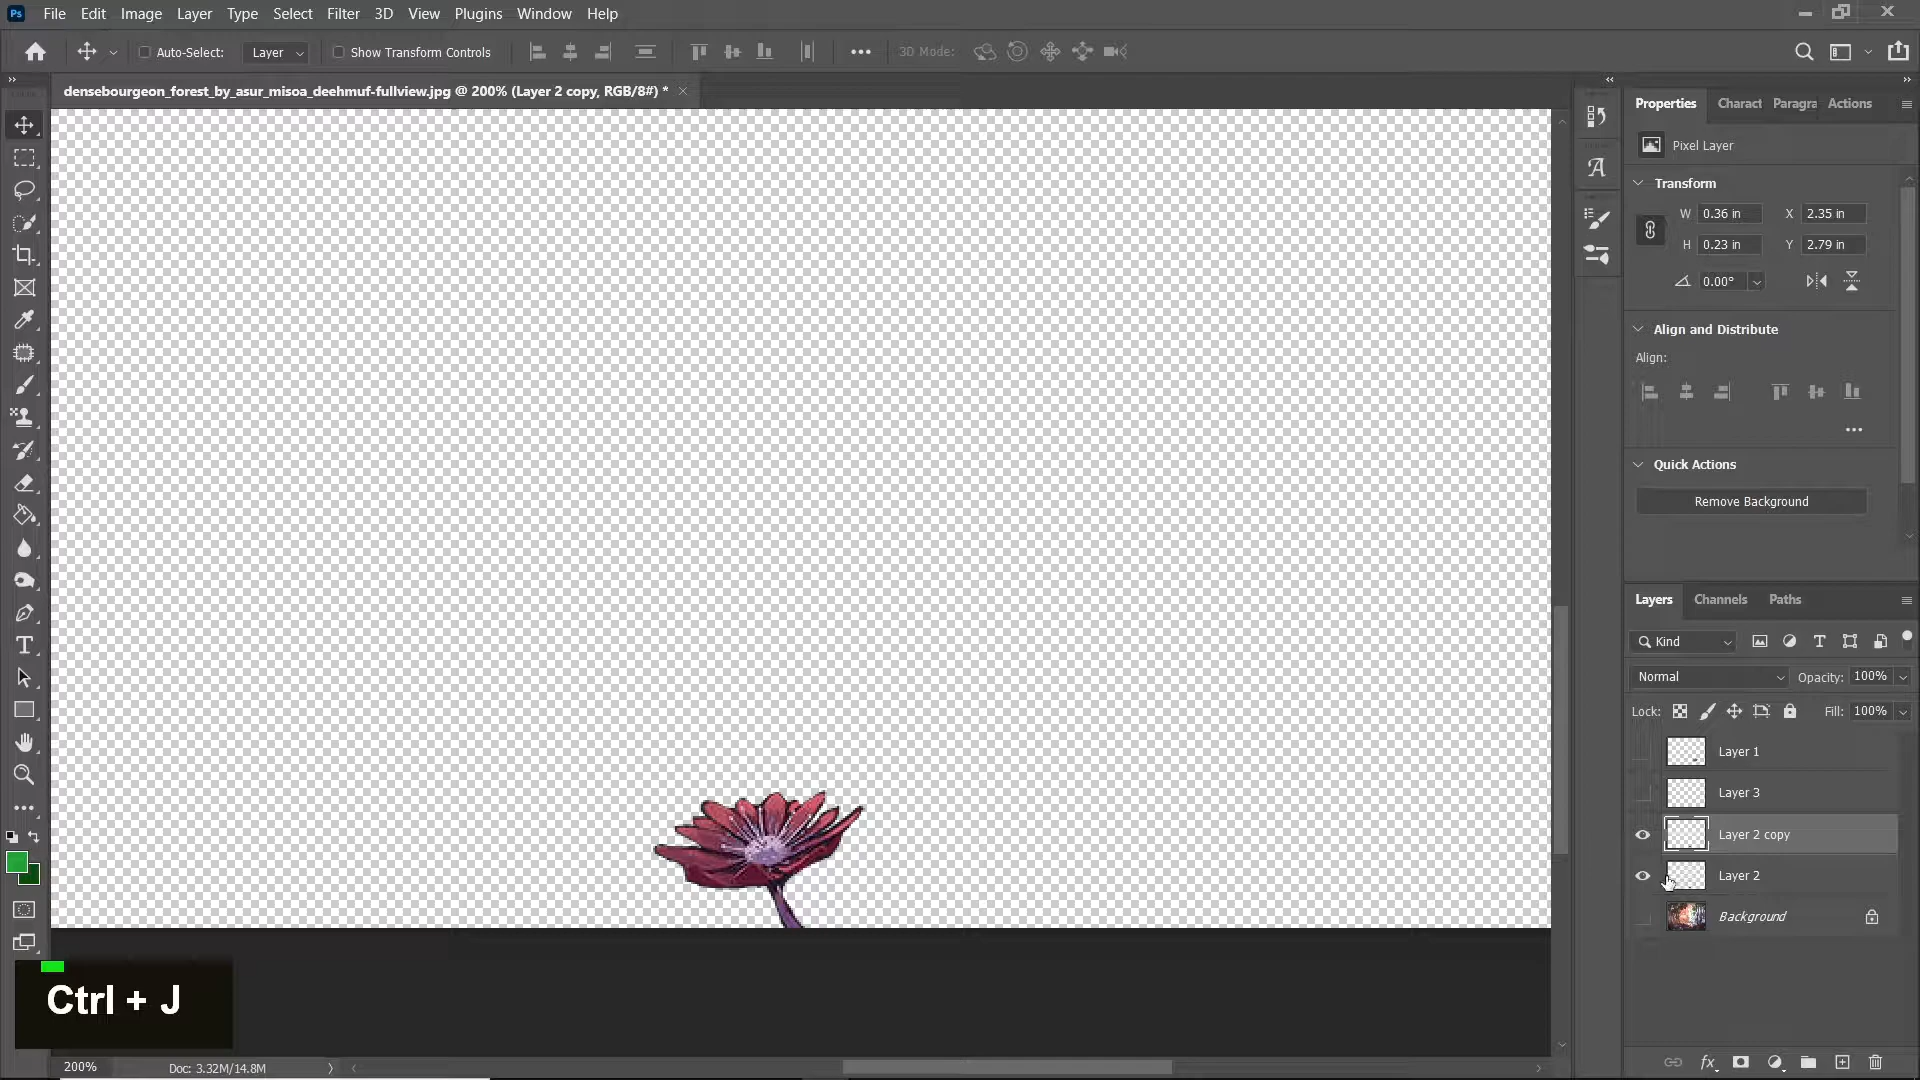 Ps File Edit Image Layer Type Select Filter 3D View Plugins Window Help
Auto-Select: Layer Show Transform Controls 3D Mode:
densebourgeon_forest_by_asur_misoa_deehmuf-fullview.jpg @ 200% (Layer 2 copy, RGB/8#) *
Properties Charact Paragra Actions
Pixel Layer
Transform
W 0.36 in X 2.35 in
H 0.23 in Y 2.79 in
0.00°
Align and Distribute
Align:
Quick Actions
Remove Background
Layers Channels Paths
Kind
Normal Opacity: 100%
Lock: Fill: 100%
Layer 1
Layer 3
Layer 2 copy
Layer 2
Background
Ctrl + J
200% Doc: 3.32M/14.8M
fx